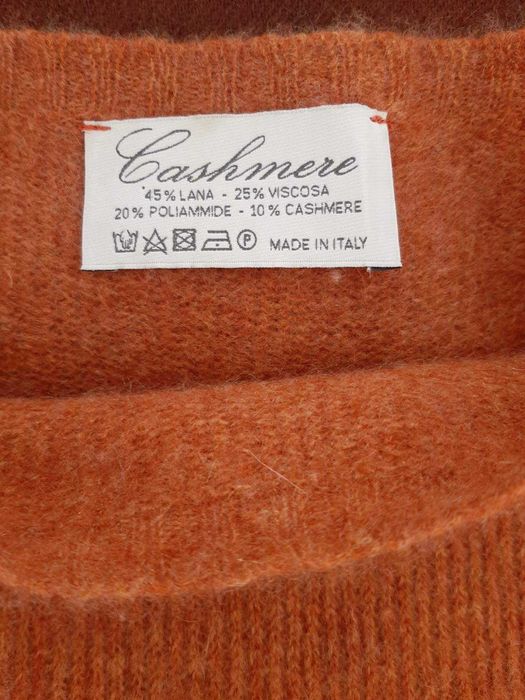 Cashmere
45% LANA - 25% VISCOSA
20% POLIAMMIDE - 10% CASHMERE
P MADE IN ITALY